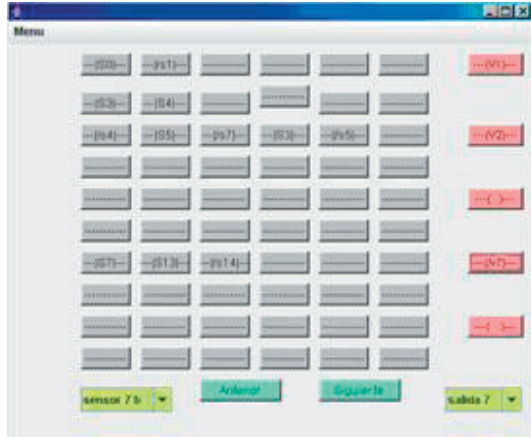 Menu
---(S0)--- ---(/s1)--- ---(V1)---
---(S3)--- ---(S4)---
---(/s4)--- ---(S5)--- ---(/s7)--- ---(S3)--- ---(/s5)--- ---(V2)---
---( )---
---(S7)--- ---(S13)--- ---(/s14)--- ---(V7)---
---( )---
sensor 7 b Anterior Siguiente salida 7